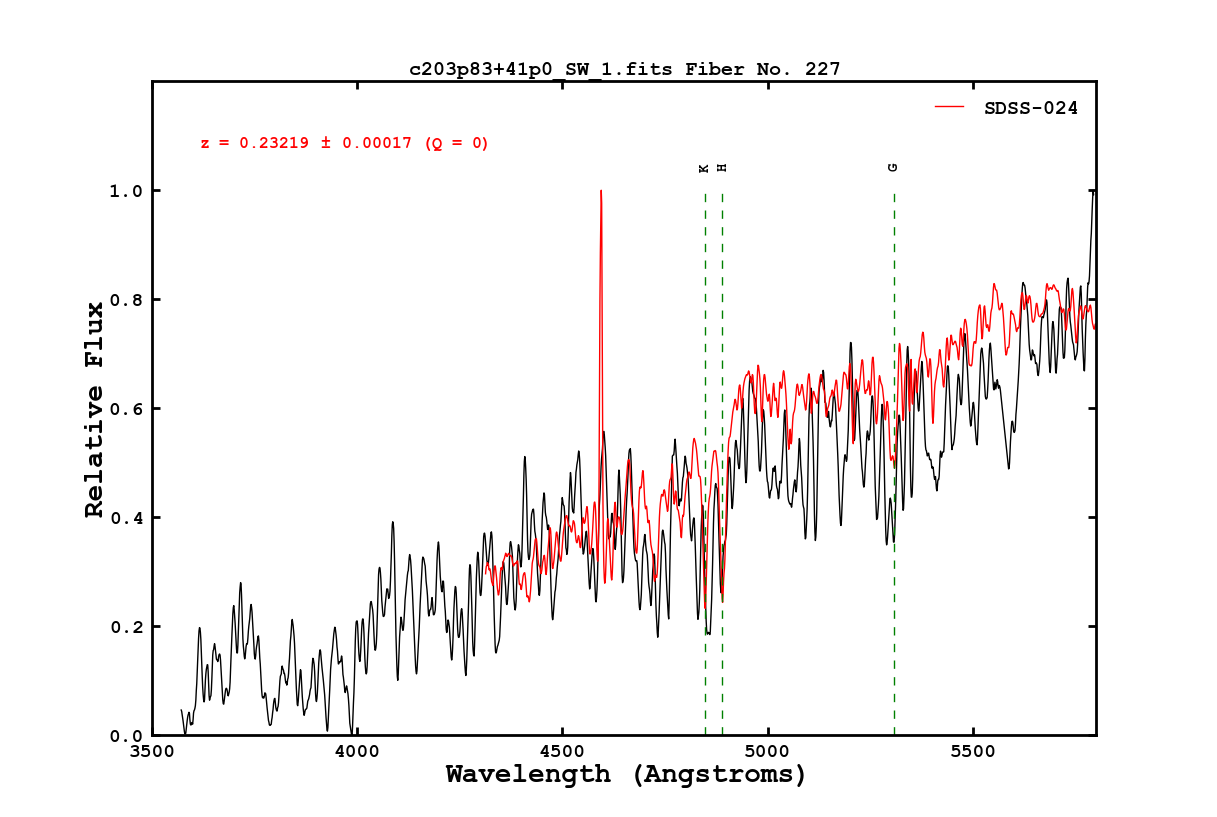 c203p83+41p0_SW_1.fits Fiber No. 227
SDSS-024
z = 0.23219 ± 0.00017 (Q = 0)
K H G
1.0
0.8
0.6
0.4
0.2
0.0
Relative Flux
3500 4000 4500 5000 5500
Wavelength (Angstroms)